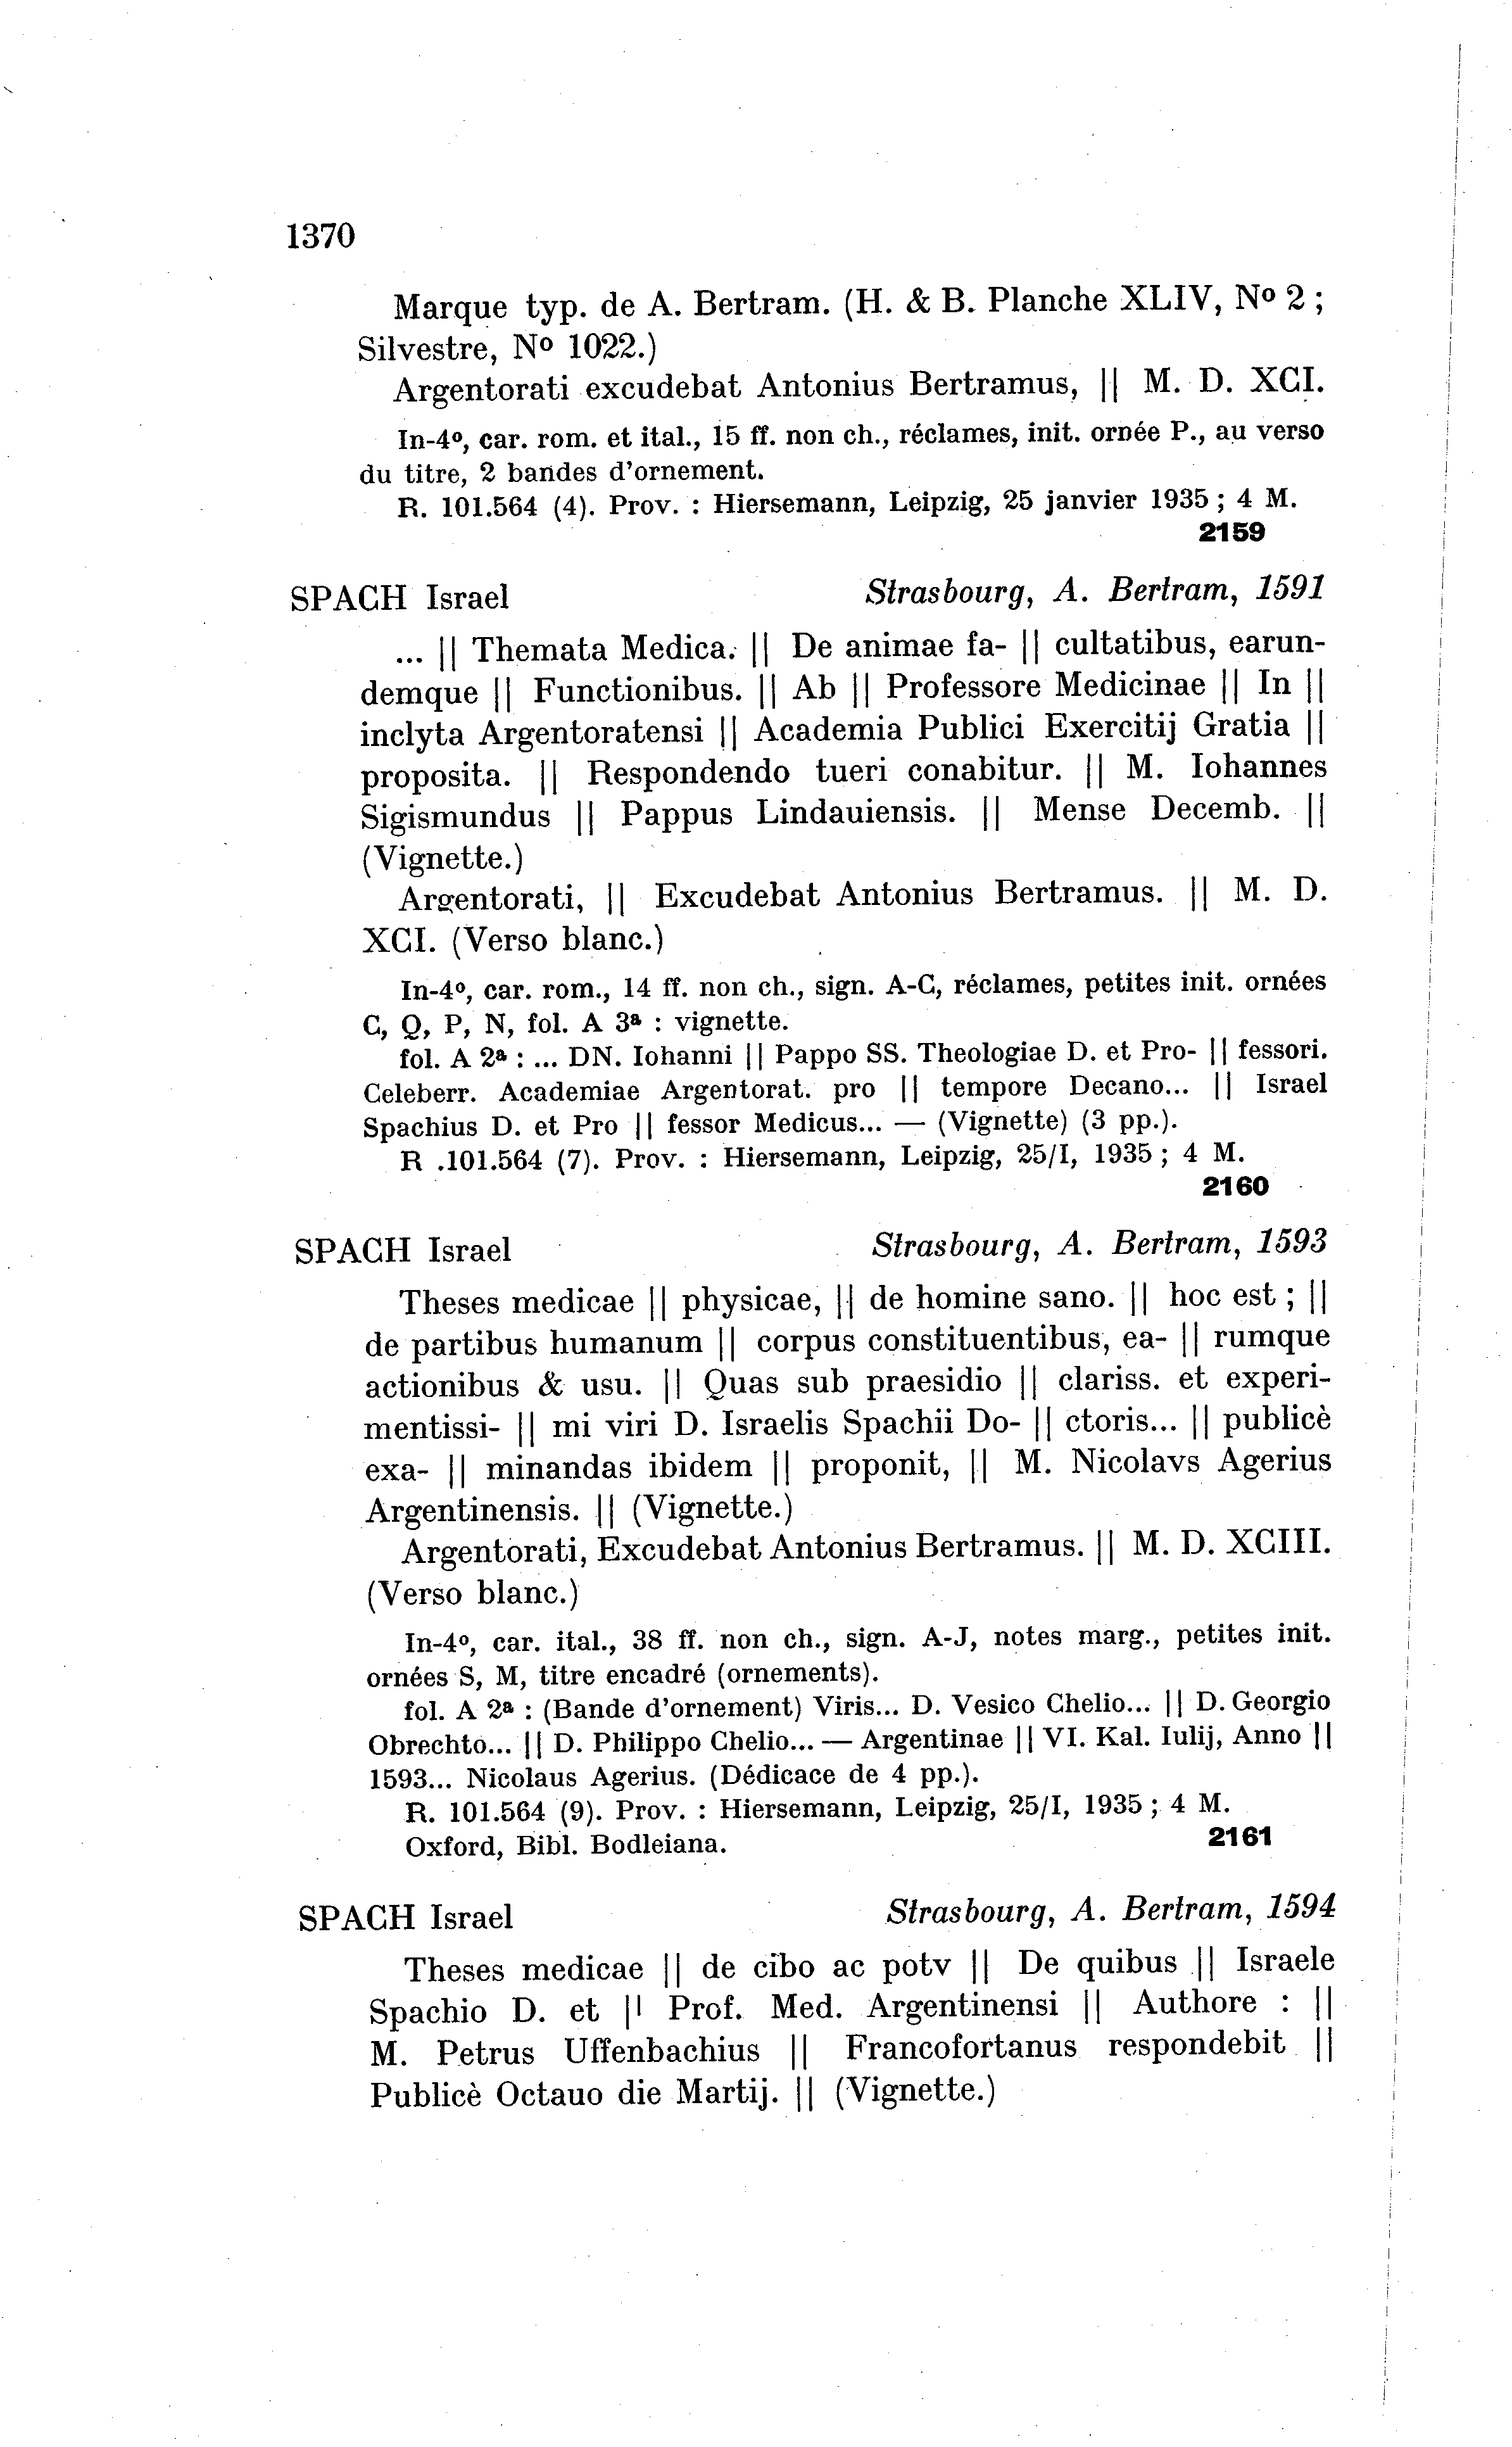 1370
Marque typ. de A. Bertram. (H. & B. Planche XLIV, Nº 2 ;
Silvestre, Nº 1022.)
Argentorati excudebat Antonius Bertramus, || M. D. XCI.
In-4º, car. rom. et ital., 15 ff. non ch., réclames, init. ornée P., au verso
du titre, 2 bandes d'ornement.
R. 101.564 (4). Prov. : Hiersemann, Leipzig, 25 janvier 1935 ; 4 M.
2159
SPACH Israel Strasbourg, A. Bertram, 1591
... || Themata Medica. || De animae fa- || cultatibus, earun-
demque || Functionibus. || Ab || Professore Medicinae || In ||
inclyta Argentoratensi || Academia Publici Exercitij Gratia ||
proposita. || Respondendo tueri conabitur. || M. Iohannes
Sigismundus || Pappus Lindauiensis. || Mense Decemb. ||
(Vignette.)
Argentorati, || Excudebat Antonius Bertramus. || M. D.
XCI. (Verso blanc.)
In-4º, car. rom., 14 ff. non ch., sign. A-C, réclames, petites init. ornées
C, Q, P, N, fol. A 3ª : vignette.
fol. A 2ª : ... DN. Iohanni || Pappo SS. Theologiae D. et Pro- || fessori.
Celeberr. Academiae Argentorat. pro || tempore Decano... || Israel
Spachius D. et Pro || fessor Medicus... — (Vignette) (3 pp.).
R .101.564 (7). Prov. : Hiersemann, Leipzig, 25/I, 1935 ; 4 M.
2160
SPACH Israel Strasbourg, A. Bertram, 1593
Theses medicae || physicae, || de homine sano. || hoc est ; ||
de partibus humanum || corpus constituentibus, ea- || rumque
actionibus & usu. || Quas sub praesidio || clariss. et experi-
mentissi- || mi viri D. Israelis Spachii Do- || ctoris... || publicè
exa- || minandas ibidem || proponit, || M. Nicolavs Agerius
Argentinensis. || (Vignette.)
Argentorati, Excudebat Antonius Bertramus. || M. D. XCIII.
(Verso blanc.)
In-4º, car. ital., 38 ff. non ch., sign. A-J, notes marg., petites init.
ornées S, M, titre encadré (ornements).
fol. A 2ª : (Bande d'ornement) Viris... D. Vesico Chelio... || D. Georgio
Obrechto... || D. Philippo Chelio... — Argentinae || VI. Kal. Iulij, Anno ||
1593... Nicolaus Agerius. (Dédicace de 4 pp.).
R. 101.564 (9). Prov. : Hiersemann, Leipzig, 25/I, 1935 ; 4 M.
Oxford, Bibl. Bodleiana. 2161
SPACH Israel Strasbourg, A. Bertram, 1594
Theses medicae || de cibo ac potv || De quibus || Israele
Spachio D. et || Prof. Med. Argentinensi || Authore : ||
M. Petrus Uffenbachius || Francofortanus respondebit ||
Publicè Octauo die Martij. || (Vignette.)